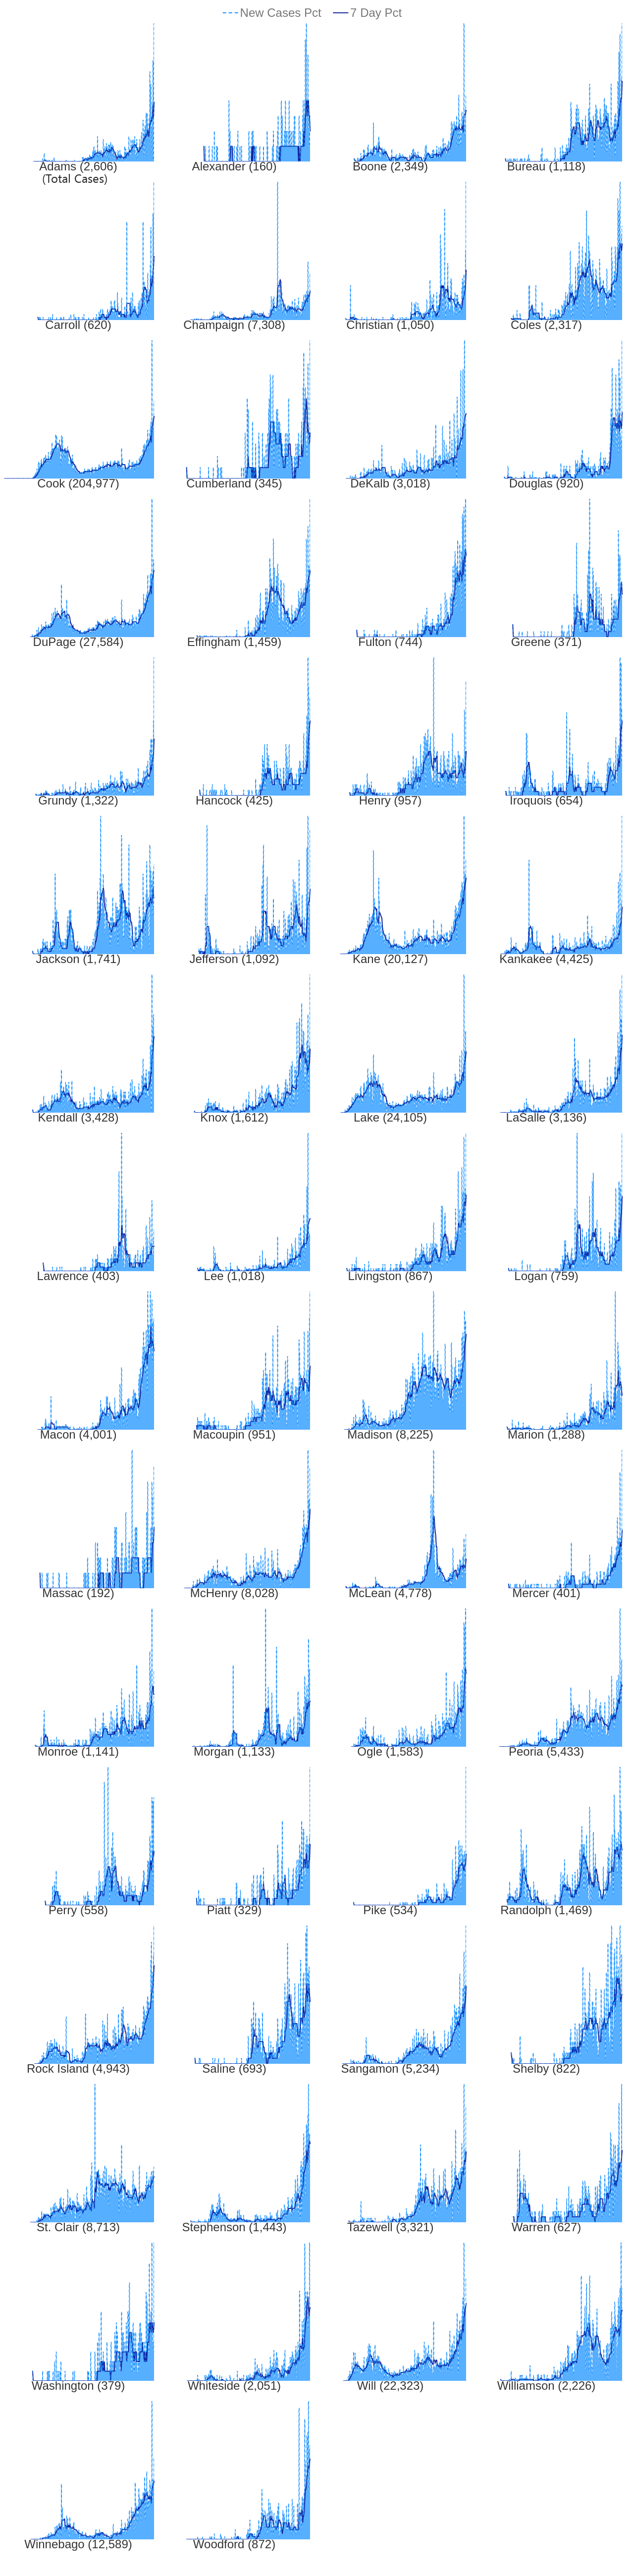 New Cases Pct 7 Day Pct
Adams (2,606) Alexander (160) Boone (2,349) Bureau (1,118)
(Total Cases)
Carroll (620) Champaign (7,308) Christian (1,050) Coles (2,317)
Cook (204,977) Cumberland (345) DeKalb (3,018) Douglas (920)
DuPage (27,584) Effingham (1,459) Fulton (744) Greene (371)
Grundy (1,322) Hancock (425) Henry (957) Iroquois (654)
Jackson (1,741) Jefferson (1,092) Kane (20,127) Kankakee (4,425)
Kendall (3,428) Knox (1,612) Lake (24,105) LaSalle (3,136)
Lawrence (403) Lee (1,018) Livingston (867) Logan (759)
Macon (4,001) Macoupin (951) Madison (8,225) Marion (1,288)
Massac (192) McHenry (8,028) McLean (4,778) Mercer (401)
Monroe (1,141) Morgan (1,133) Ogle (1,583) Peoria (5,433)
Perry (558) Piatt (329) Pike (534) Randolph (1,469)
Rock Island (4,943) Saline (693) Sangamon (5,234) Shelby (822)
St. Clair (8,713) Stephenson (1,443) Tazewell (3,321) Warren (627)
Washington (379) Whiteside (2,051) Will (22,323) Williamson (2,226)
Winnebago (12,589) Woodford (872)